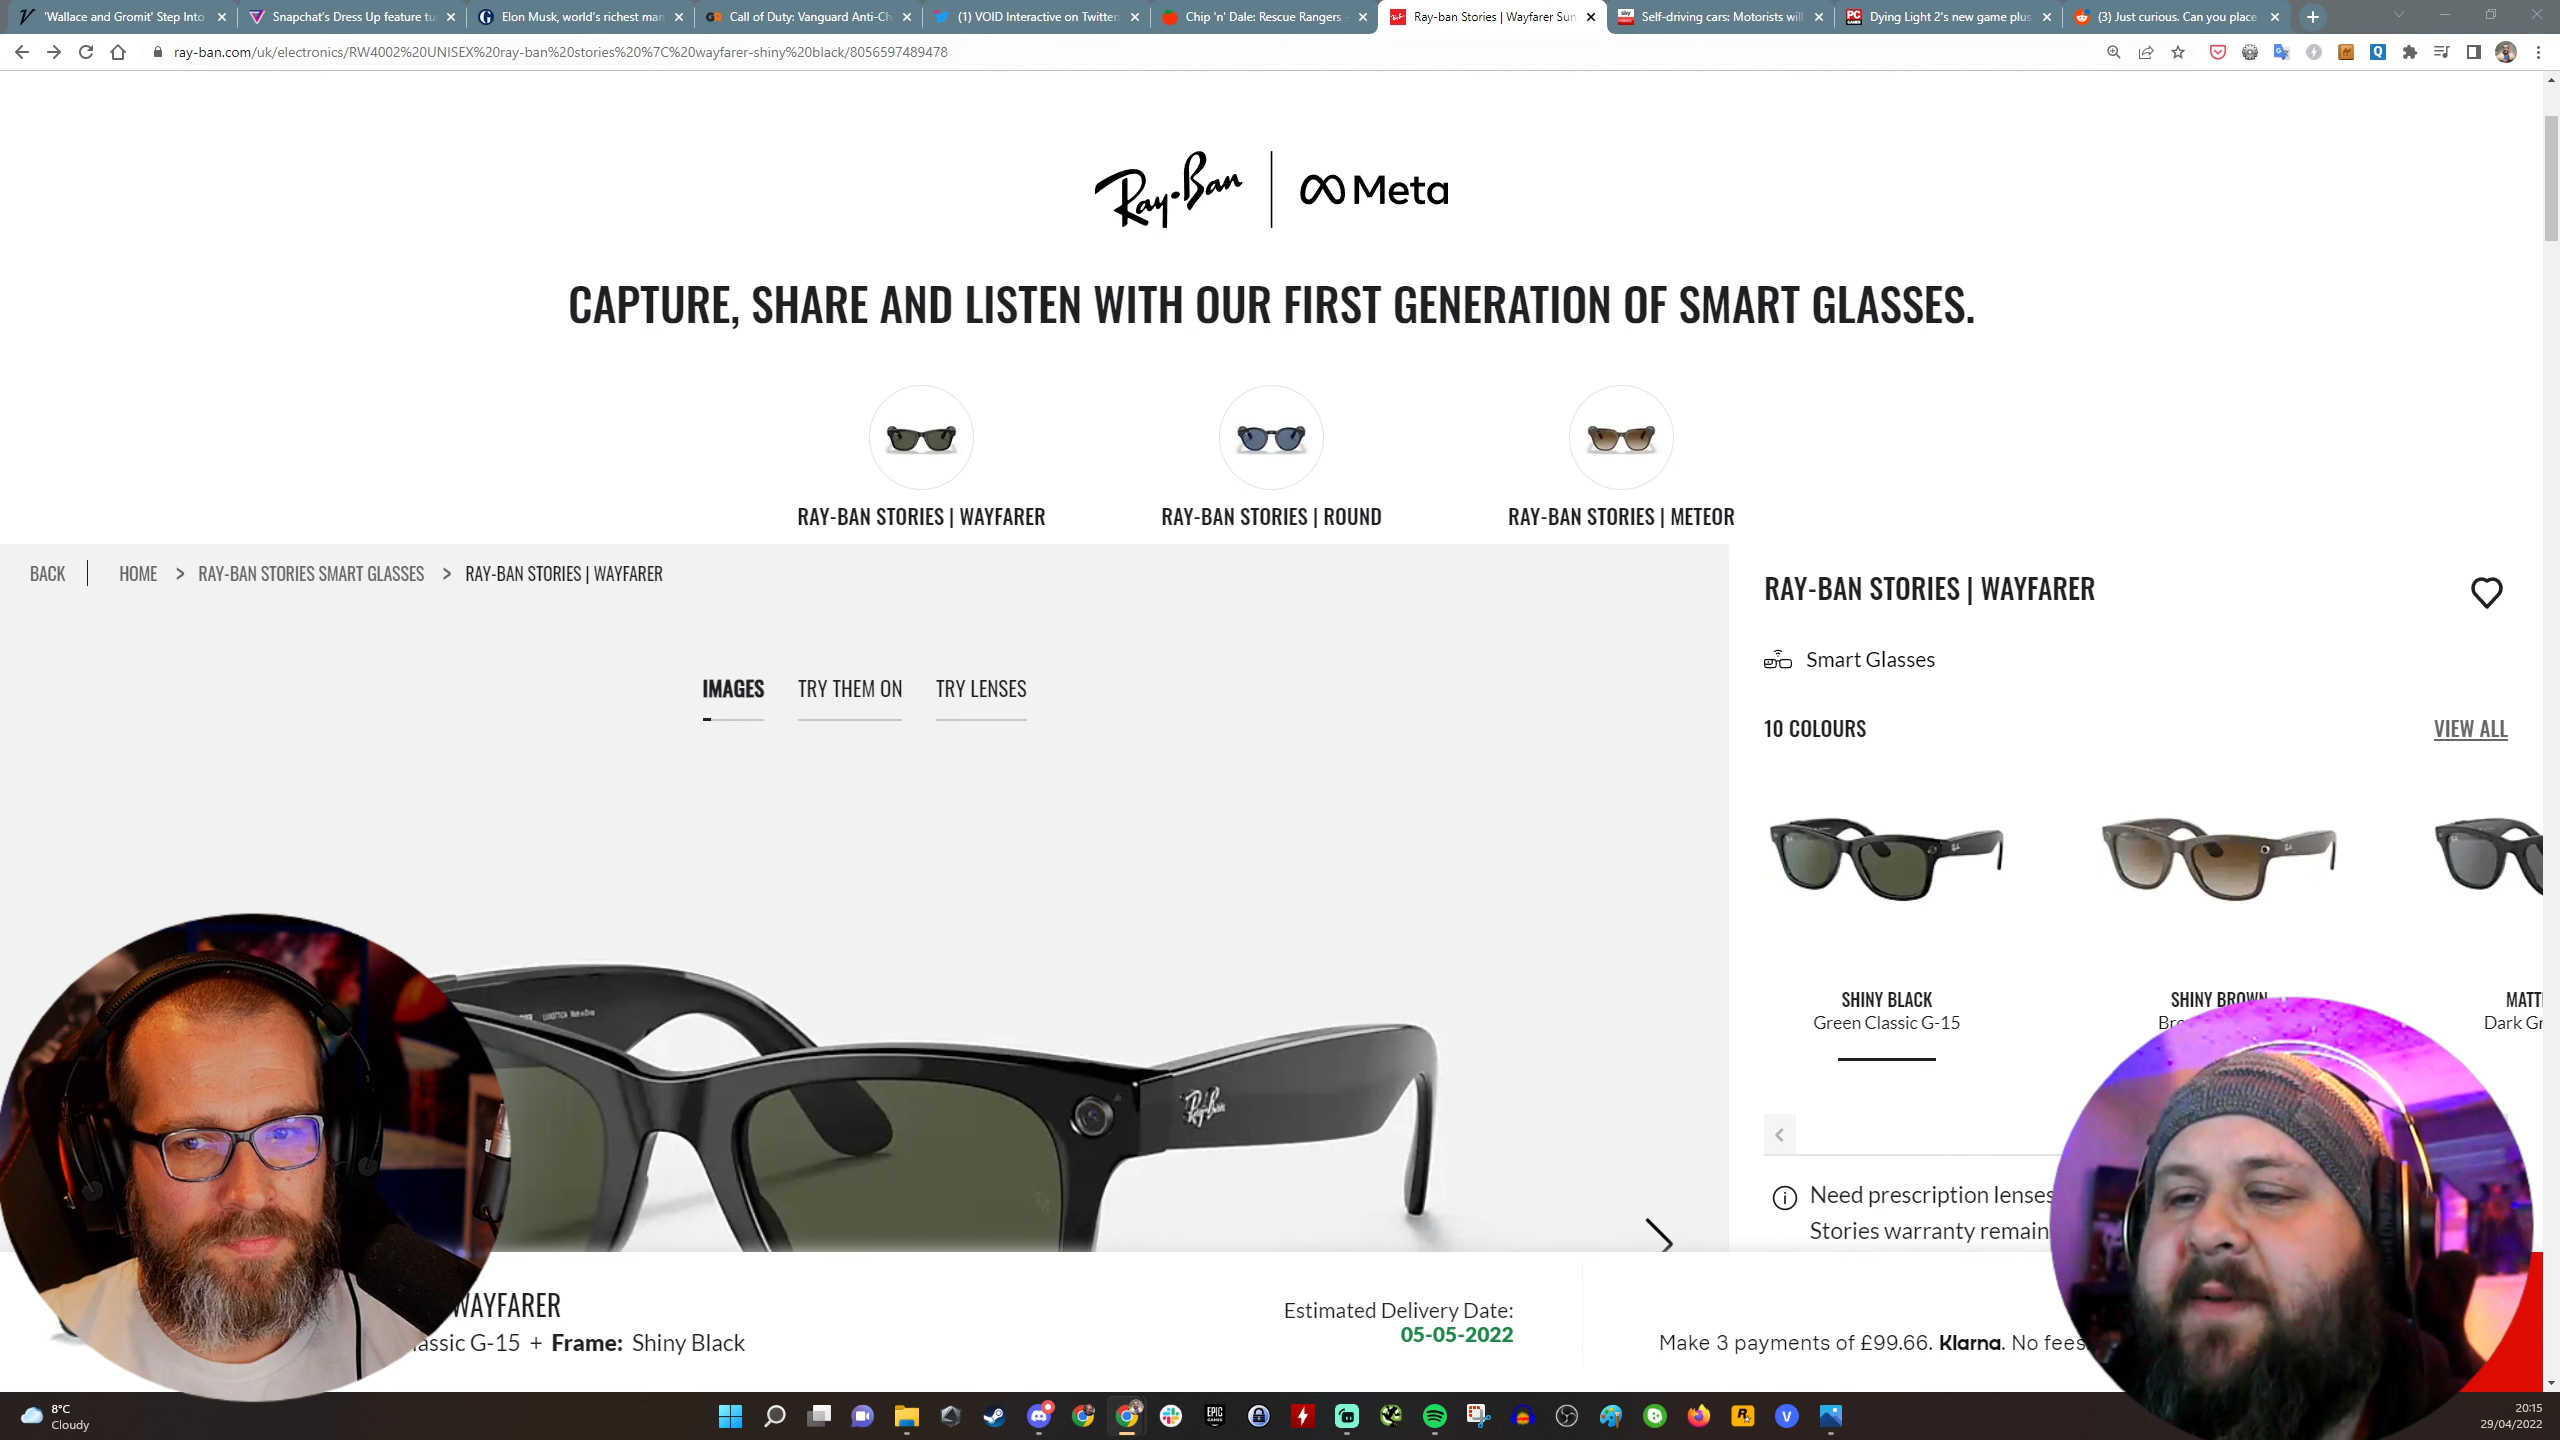 'Wallace and Gromit' Step Into
Snapchat's Dress Up feature tu
Elon Musk, world's richest man
Call of Duty: Vanguard Anti-Ch
(1) VOID Interactive on Twitter:
Chip 'n' Dale: Rescue Rangers -
Ray-ban Stories | Wayfarer Sun
Self-driving cars: Motorists will
Dying Light 2's new game plus
(3) Just curious. Can you place
ray-ban.com/uk/electronics/RW4002%20UNISEX%20ray-ban%20stories%20%7C%20wayfarer-shiny%20black/8056597489478
Ray-Ban
Meta
CAPTURE, SHARE AND LISTEN WITH OUR FIRST GENERATION OF SMART GLASSES.
RAY-BAN STORIES | WAYFARER
RAY-BAN STORIES | ROUND
RAY-BAN STORIES | METEOR
BACK
HOME > RAY-BAN STORIES SMART GLASSES > RAY-BAN STORIES | WAYFARER
RAY-BAN STORIES | WAYFARER
Smart Glasses
IMAGES
TRY THEM ON
TRY LENSES
10 COLOURS
VIEW ALL
SHINY BLACK
Green Classic G-15
SHINY BROWN
Bro
MATT
Dark Gr
Ray-Ban
Need prescription lenses
Stories warranty remain
WAYFARER
assic G-15 + Frame: Shiny Black
Estimated Delivery Date:
05-05-2022
Make 3 payments of £99.66. Klarna. No fees.
8°C
Cloudy
20:15
29/04/2022